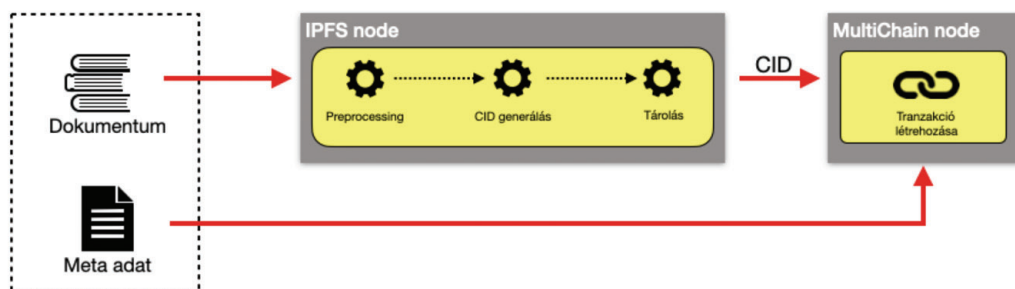 IPFS node
MultiChain node
Dokumentum
Preprocessing
CID generálás
Tárolás
CID
Tranzakció
létrehozása
Meta adat